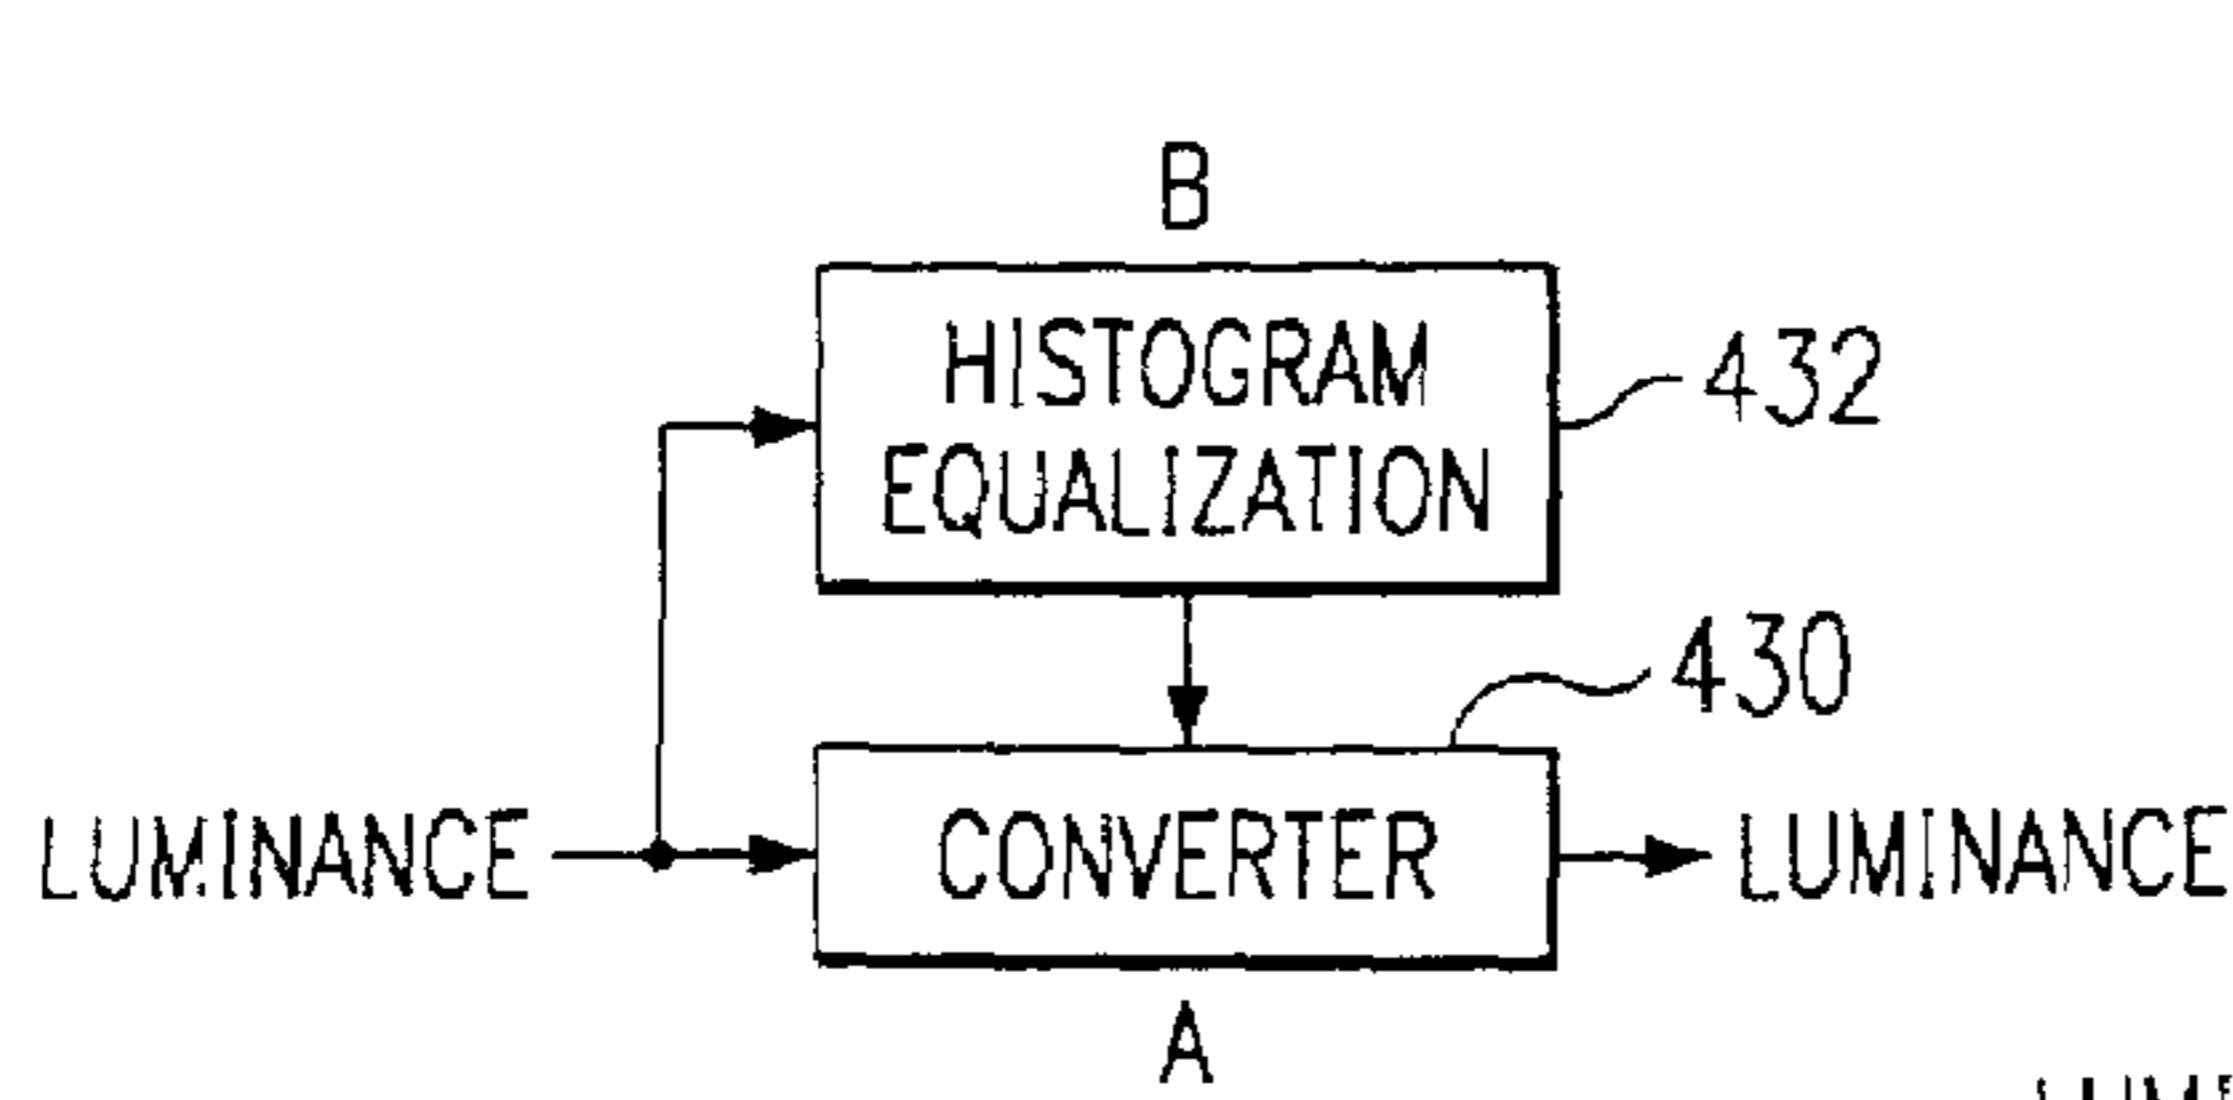 B
HISTOGRAM
EQUALIZATION
432
430
LUMINANCE
CONVERTER
LUMINANCE
A